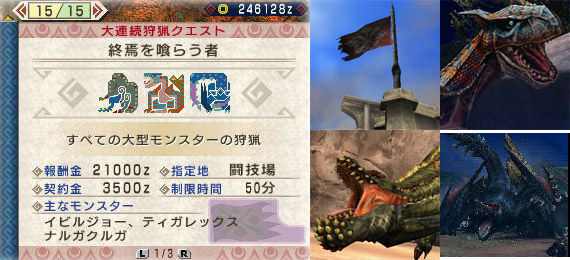 15/15
246128z
大連続狩猟クエスト
終焉を喰らう者
すべての大型モンスターの狩猟
報酬金 21000z 指定地 闘技場
契約金 3500z 制限時間 50分
主なモンスター
イビルジョー、ティガレックス
ナルガクルガ
L 1/3 R